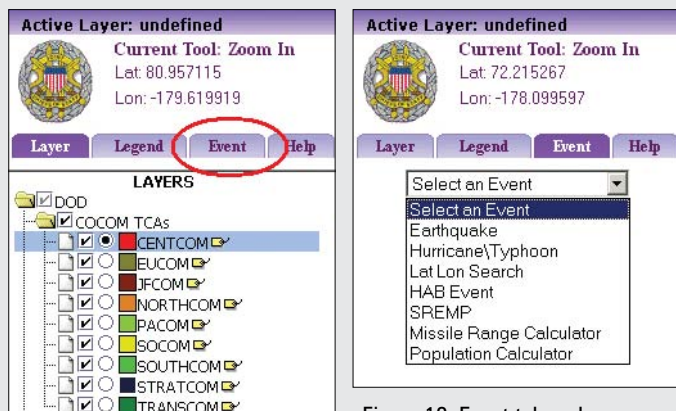 Active Layer: undefined
Current Tool: Zoom In
Lat: 80.957115
Lon: -179.619919
Layer Legend Event Help
LAYERS
DOD
COCOM TCAs
CENTCOM
EUCOM
JFCOM
NORTHCOM
PACOM
SOCOM
SOUTHCOM
STRATCOM
TRANSCOM
Active Layer: undefined
Current Tool: Zoom In
Lat: 72.215267
Lon: -178.099597
Layer Legend Event Help
Select an Event
Select an Event
Earthquake
Hurricane\Typhoon
Lat Lon Search
HAB Event
SREMP
Missile Range Calculator
Population Calculator